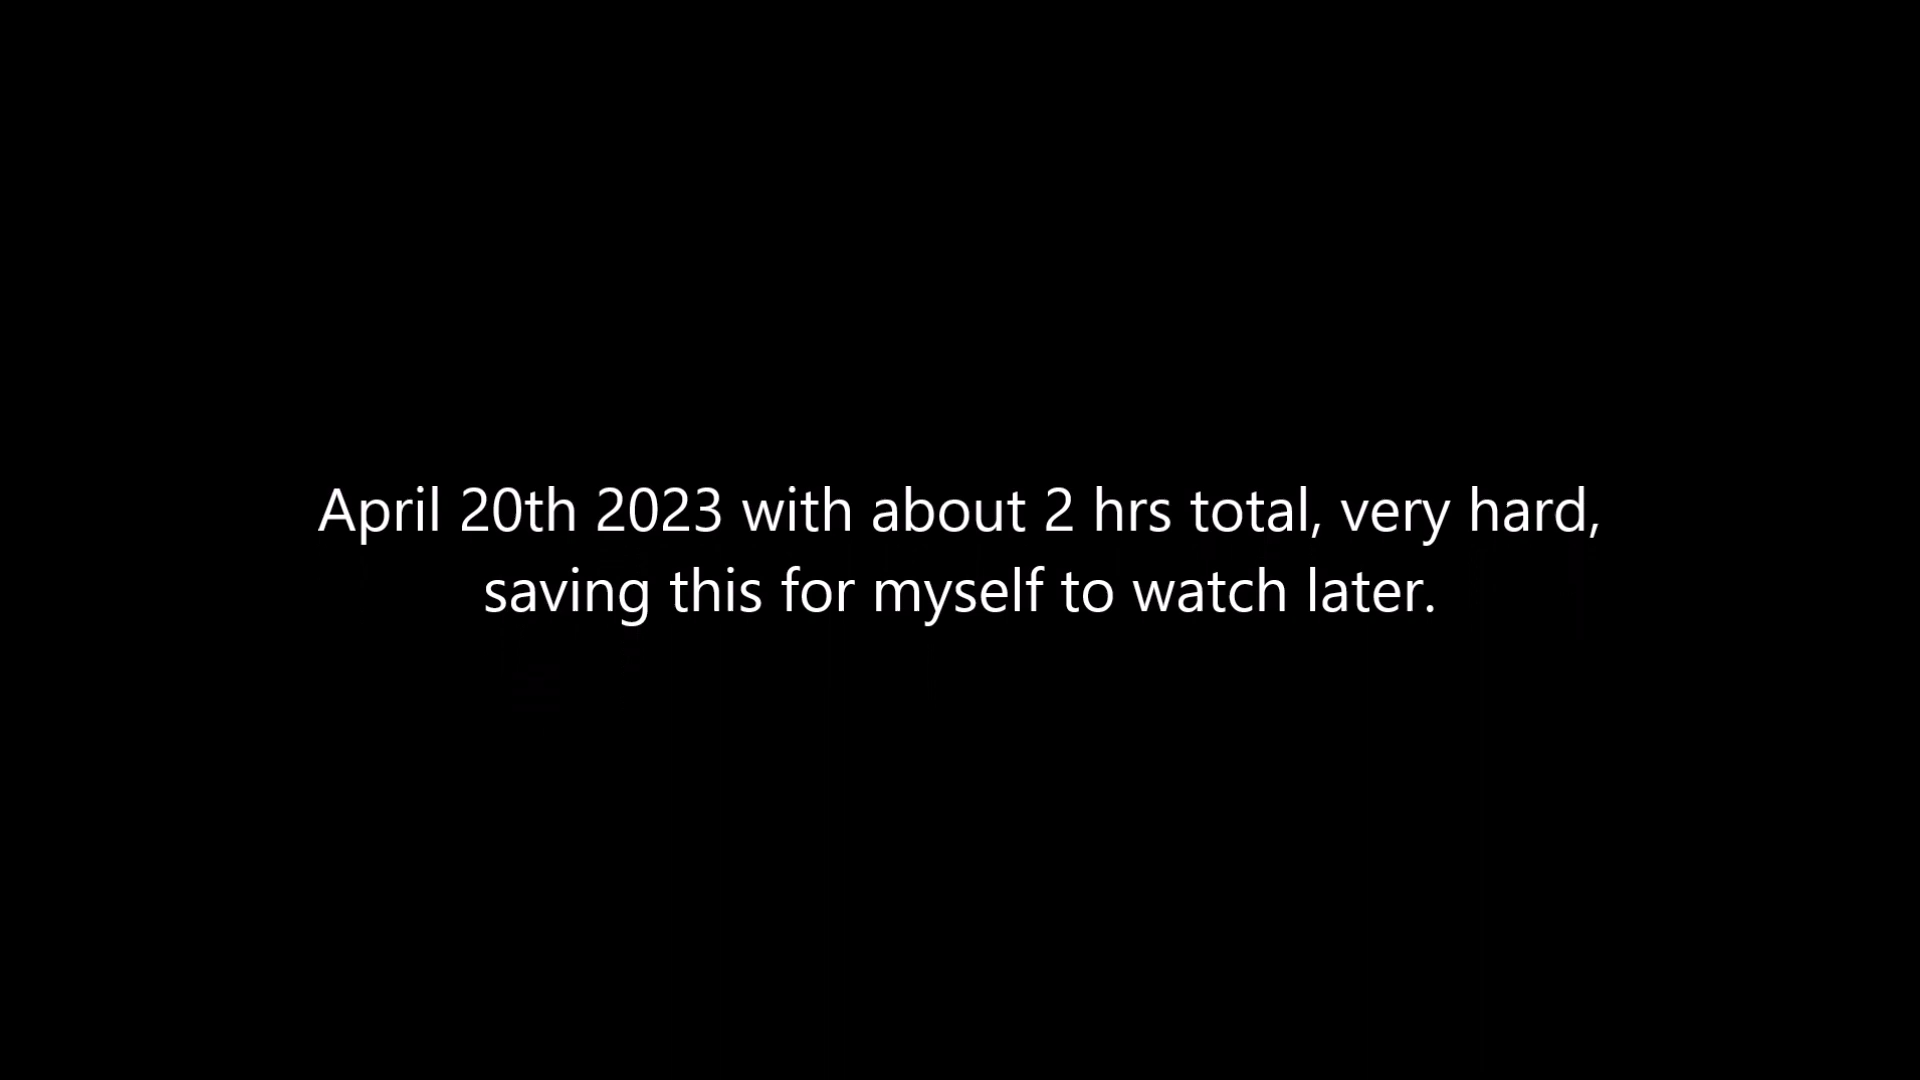 April 20th 2023 with about 2 hrs total, very hard,
saving this for myself to watch later.